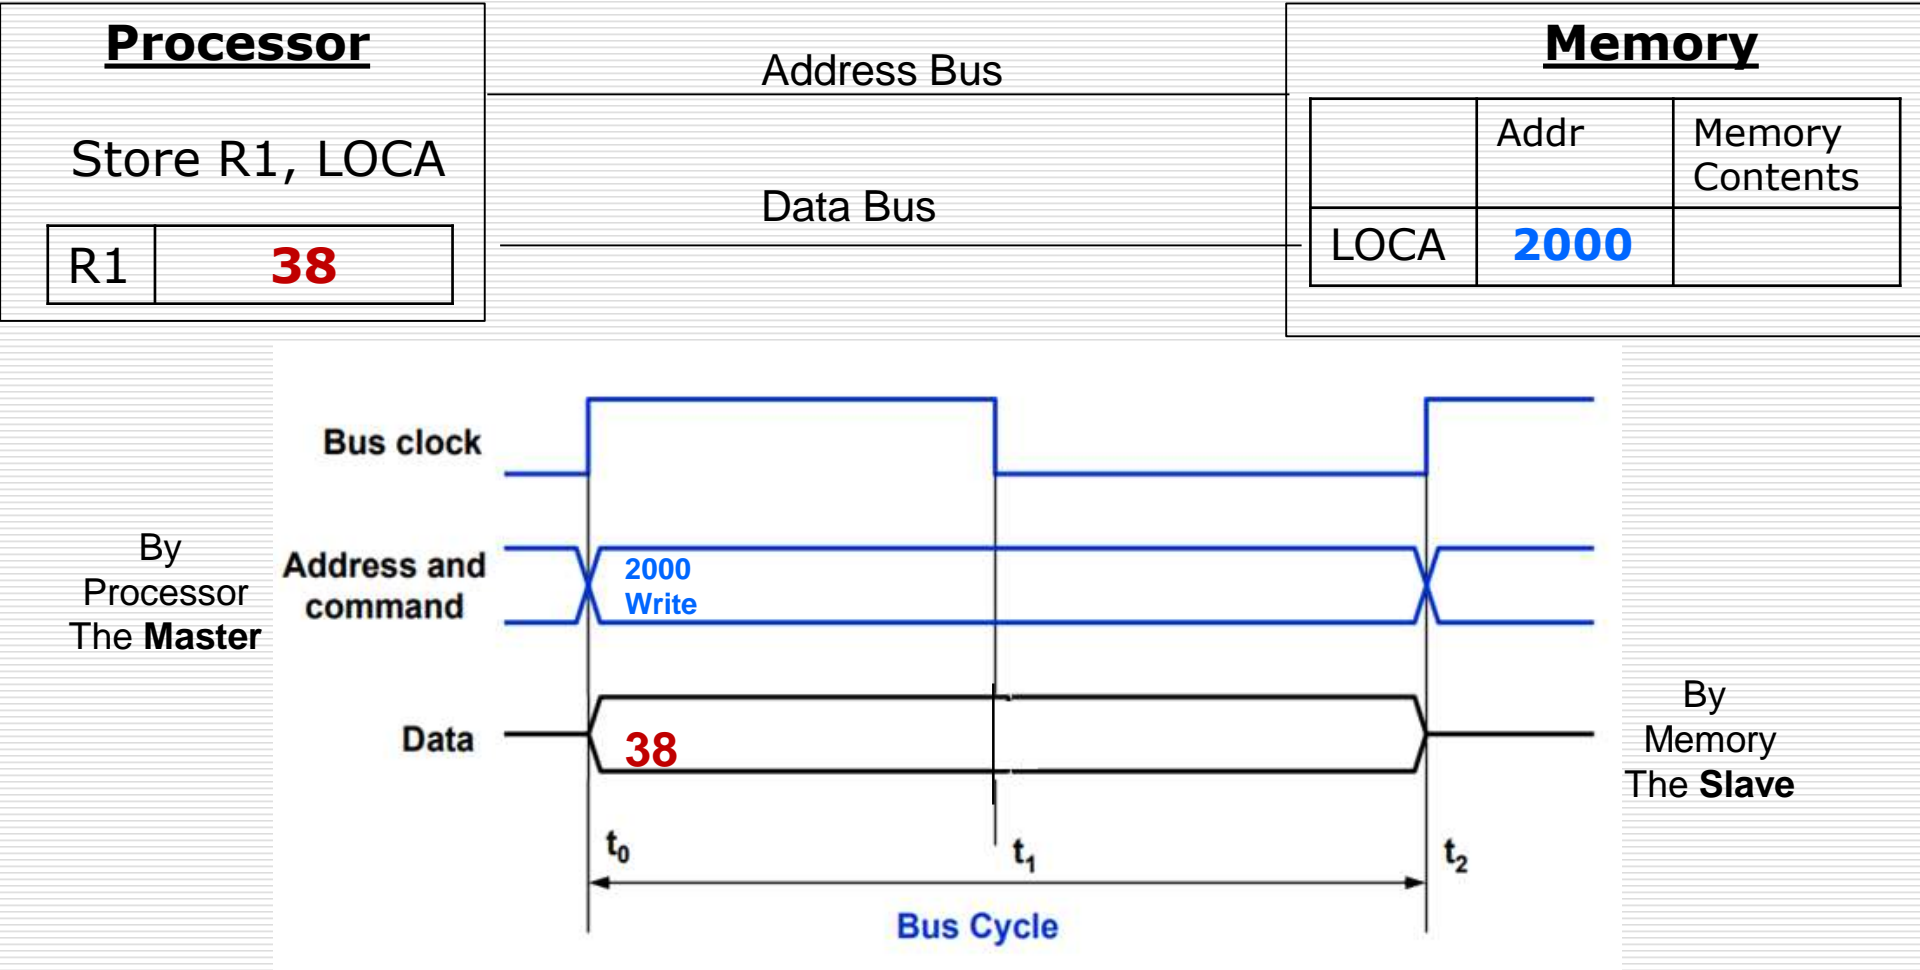 Processor
Store R1, LOCA
R1 38
Address Bus
Data Bus
Memory
Addr Memory
Contents
LOCA 2000
Bus clock
By
Processor
The Master
Address and
command
2000
Write
Data
38
By
Memory
The Slave
t0 t1 t2
Bus Cycle